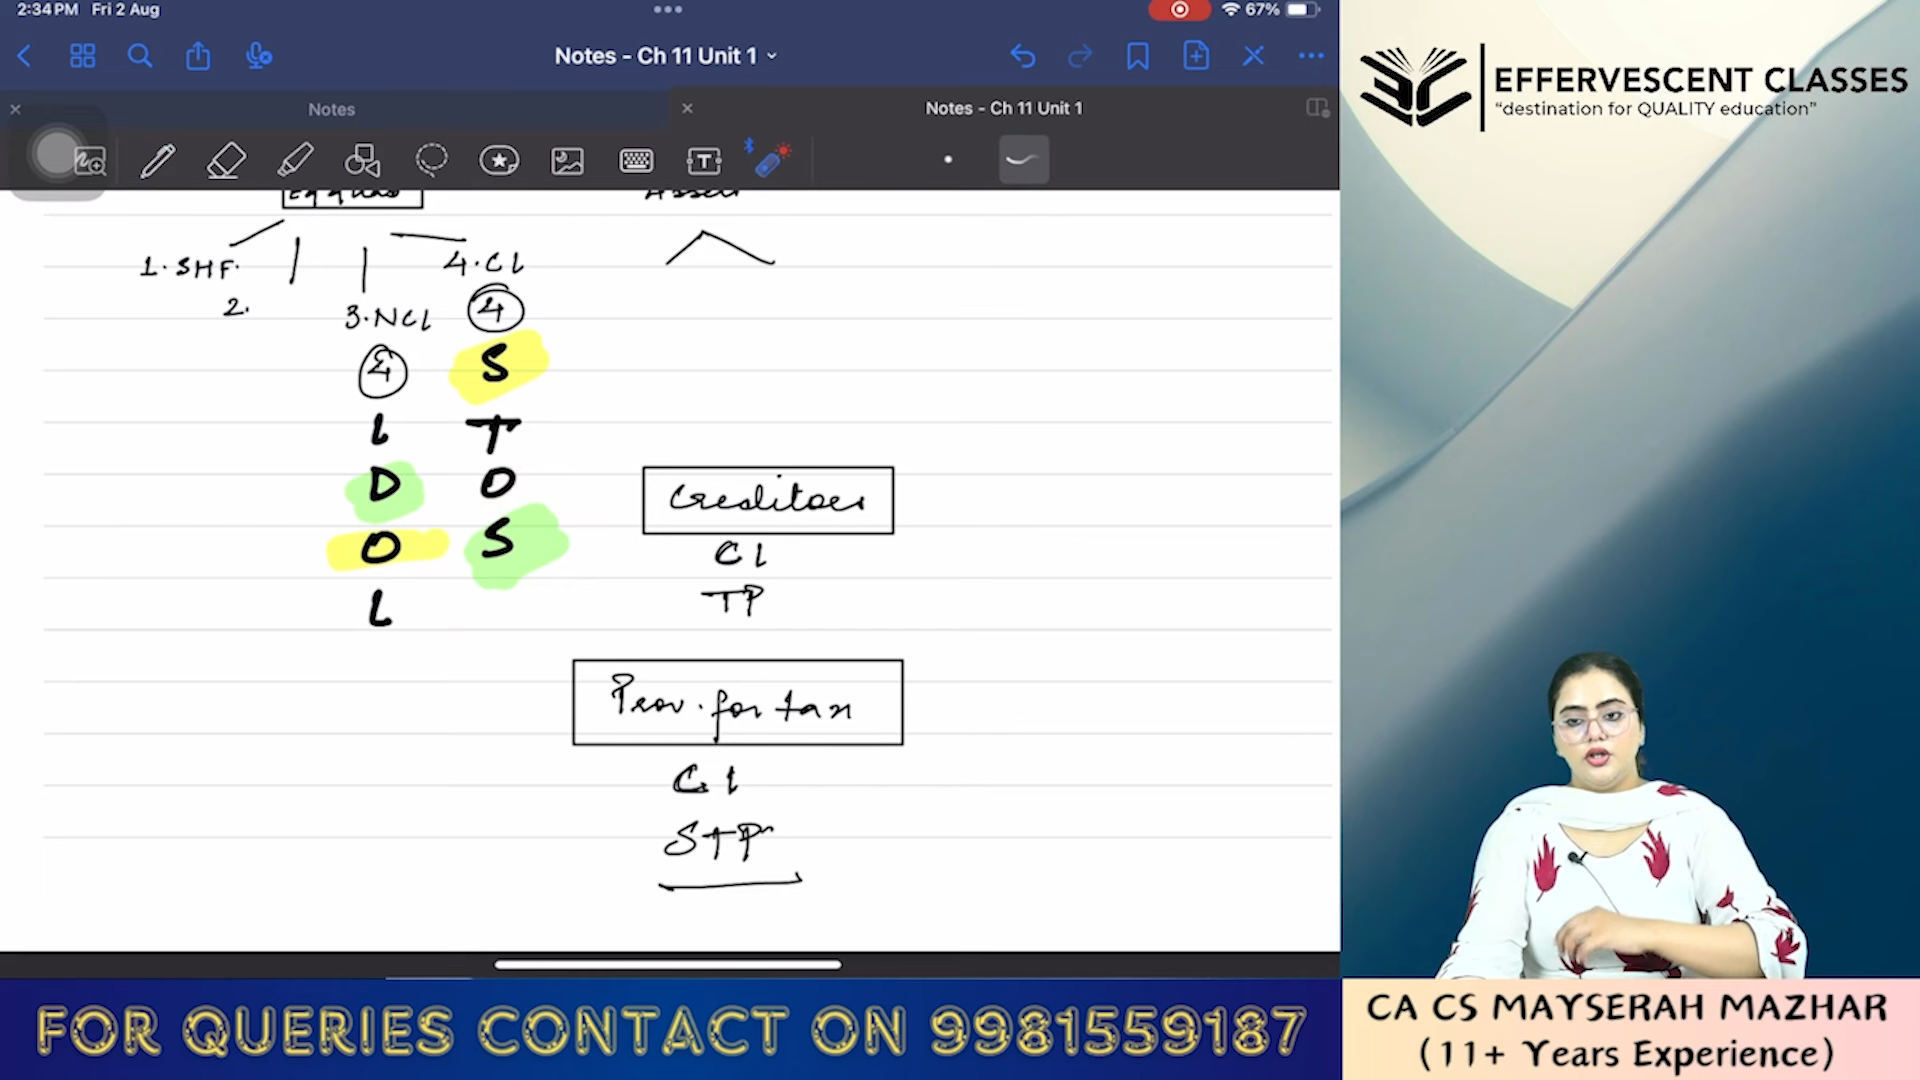 2:34 PM Fri 2 Aug
67%
Notes - Ch 11 Unit 1
Notes
Notes - Ch 11 Unit 1
T
1. SHF.
2.
3. NCL
4. CL
4
4
L
D
O
L
S
T
O
S
Creditors
CL
TP
Prov. for tax
CL
STP
EFFERVESCENT CLASSES
"destination for QUALITY education"
FOR QUERIES CONTACT ON 9981559187
CA CS MAYSERAH MAZHAR
(11+ Years Experience)